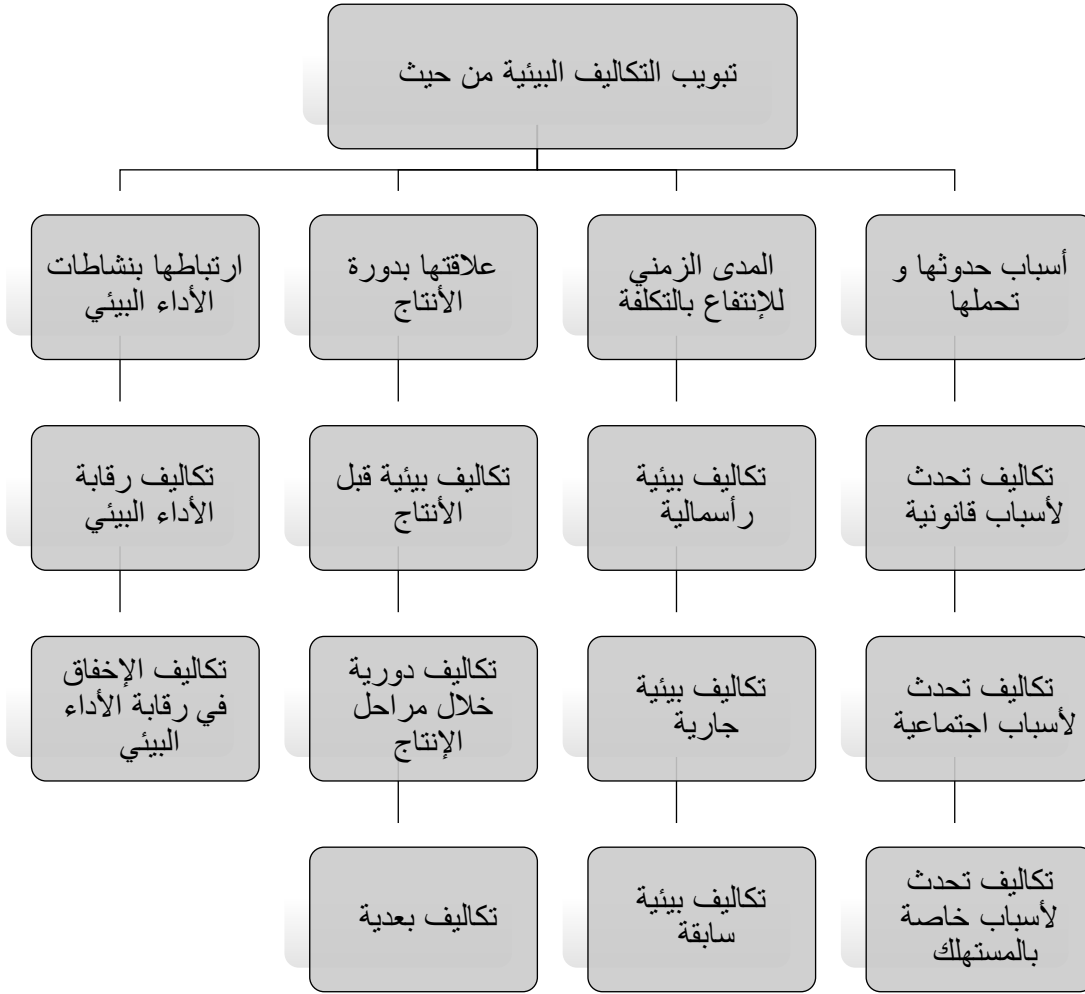 تبويب التكاليف البيئية من حيث
أسباب حدوثها و
تحملها
المدى الزمني
للإنتفاع بالتكلفة
علاقتها بدورة
الأنتاج
ارتباطها بنشاطات
الأداء البيئي
تكاليف تحدث
لأسباب قانونية
تكاليف بيئية
رأسمالية
تكاليف بيئية قبل
الأنتاج
تكاليف رقابة
الأداء البيئي
تكاليف تحدث
لأسباب اجتماعية
تكاليف بيئية
جارية
تكاليف دورية
خلال مراحل
الإنتاج
تكاليف الإخفاق
في رقابة الأداء
البيئي
تكاليف تحدث
لأسباب خاصة
بالمستهلك
تكاليف بيئية
سابقة
تكاليف بعدية